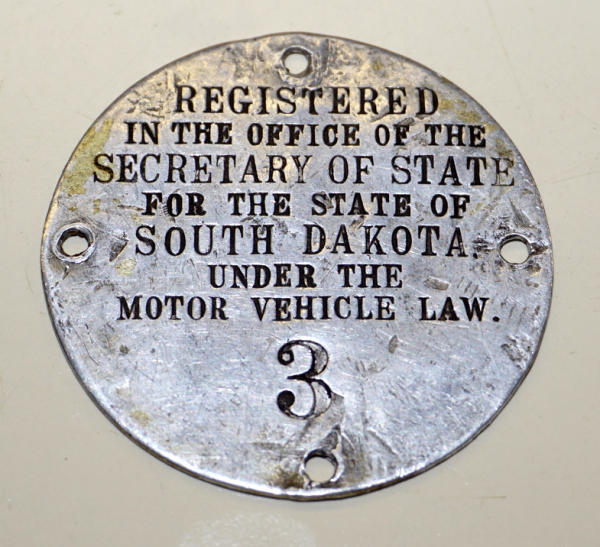 REGISTERED
IN THE OFFICE OF THE
SECRETARY OF STATE
FOR THE STATE OF
SOUTH DAKOTA.
UNDER THE
MOTOR VEHICLE LAW.
3